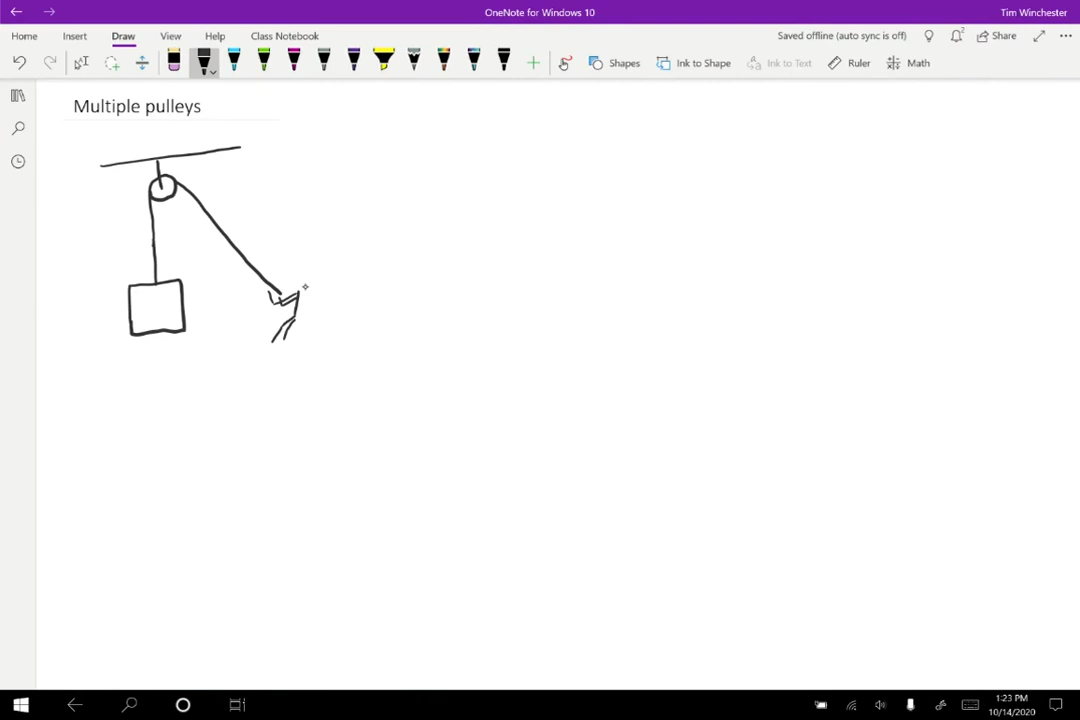 OneNote for Windows 10
Tim Winchester
Home
Insert
Draw
View
Help
Class Notebook
Saved offline (auto sync is off)
Share
Shapes
Ink to Shape
Ink to Text
Ruler
Math
Multiple pulleys
1:23 PM
10/14/2020